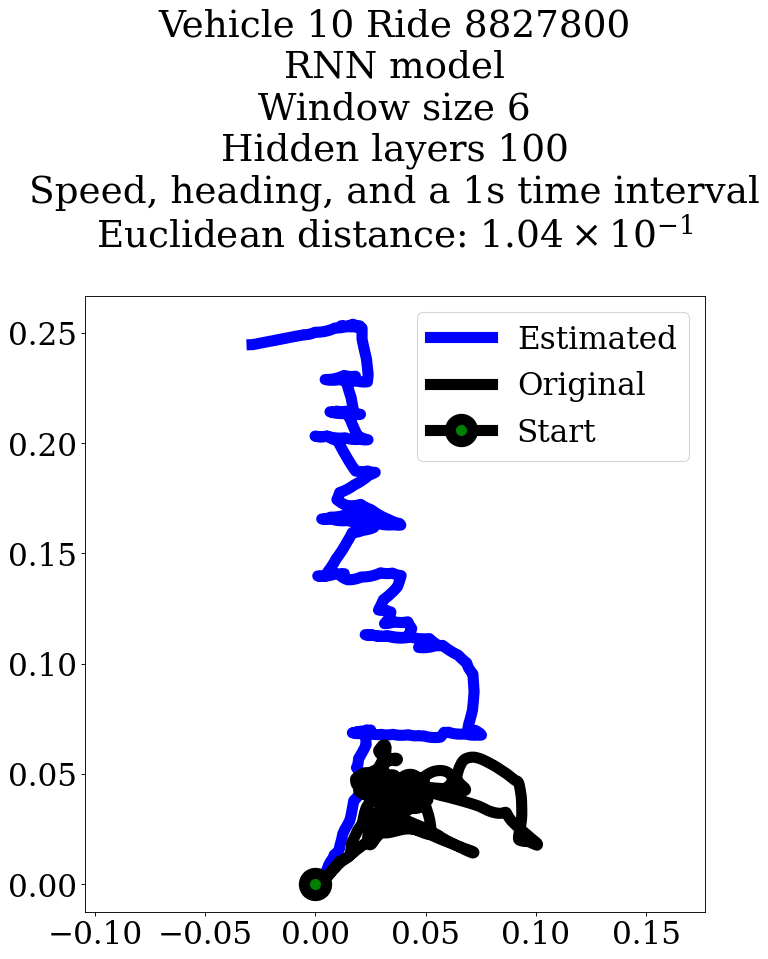 Vehicle 10 Ride 8827800
RNN model
Window size 6
Hidden layers 100
Speed, heading, and a 1s time interval
Euclidean distance: 1.04 × 10⁻¹
Estimated
Original
Start
0.25
0.20
0.15
0.10
0.05
0.00
−0.10 −0.05 0.00 0.05 0.10 0.15